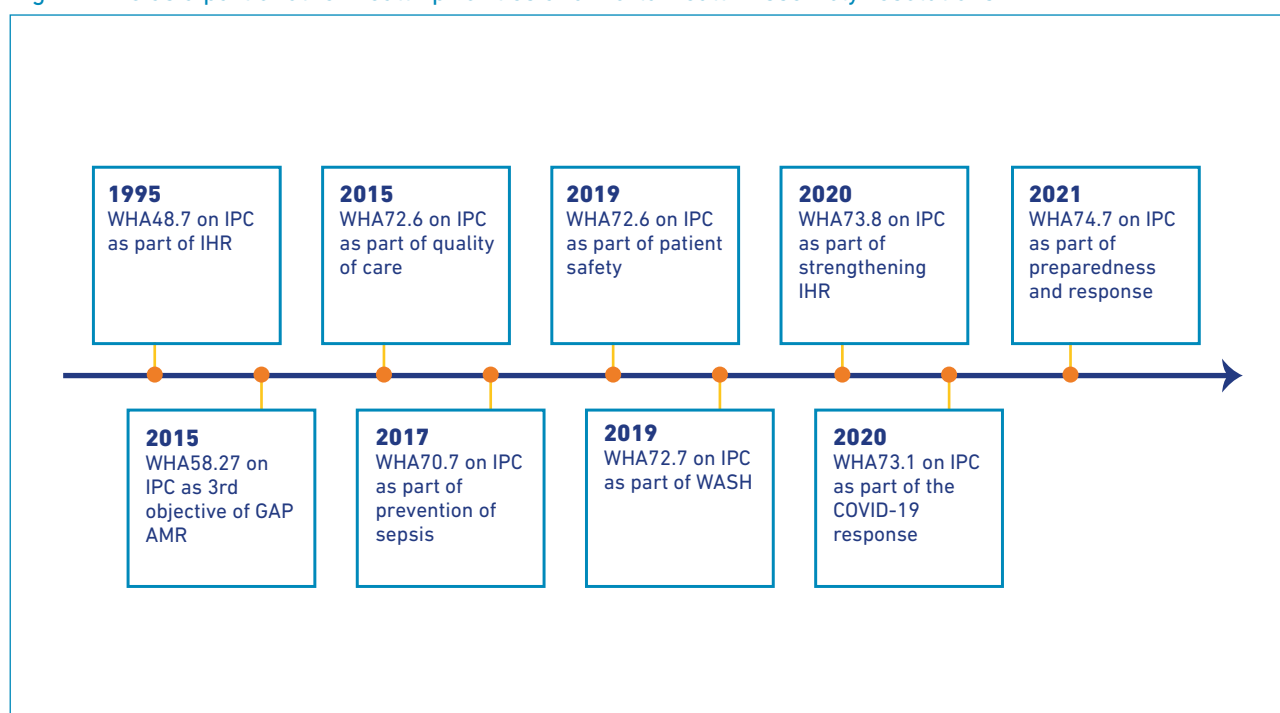 1995
WHA48.7 on IPC
as part of IHR
2015
WHA72.6 on IPC
as part of quality
of care
2019
WHA72.6 on IPC
as part of patient
safety
2020
WHA73.8 on IPC
as part of
strengthening
IHR
2021
WHA74.7 on IPC
as part of
preparedness
and response
2015
WHA58.27 on
IPC as 3rd
objective of GAP
AMR
2017
WHA70.7 on IPC
as part of
prevention of
sepsis
2019
WHA72.7 on IPC
as part of WASH
2020
WHA73.1 on IPC
as part of the
COVID-19
response